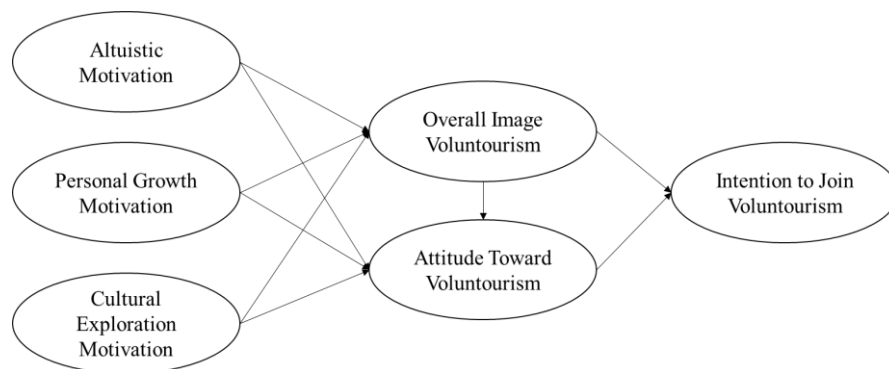 Altuistic
Motivation
Personal Growth
Motivation
Cultural
Exploration
Motivation
Overall Image
Voluntourism
Attitude Toward
Voluntourism
Intention to Join
Voluntourism